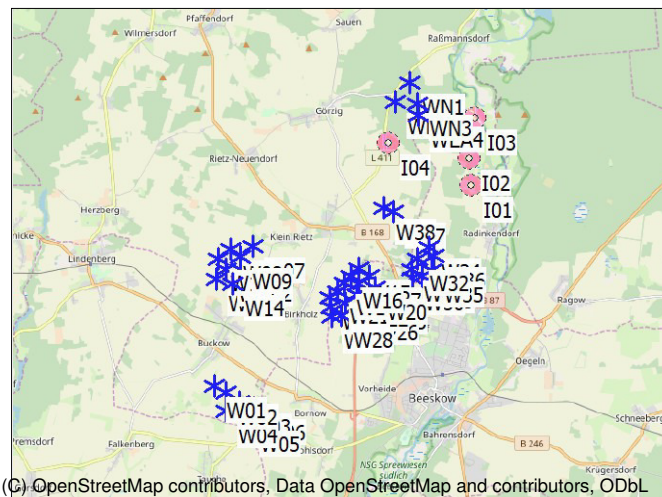 Pfaffendorf
Sauen
Wilmersdorf
Raßmannsdorf
Görzig
WN1
WN3
I03
L 411
I04
Rietz-Neuendorf
I02
I01
Herzberg
W38
Radinkendorf
Klein Rietz
B 168
Lindenberg
W09
W32
W35
Ragow
W14
W16
W20
B 87
Birkholz
W28
Buckow
Oegeln
Vorheide
Beeskow
W01
Bornow
Schneeberg
W04
W05
Bahrensdorf
B 246
Falkenberg
Krügersdorf
NSG Spreewiesen
südlich
(C) OpenStreetMap contributors, Data OpenStreetMap and contributors, ODbL